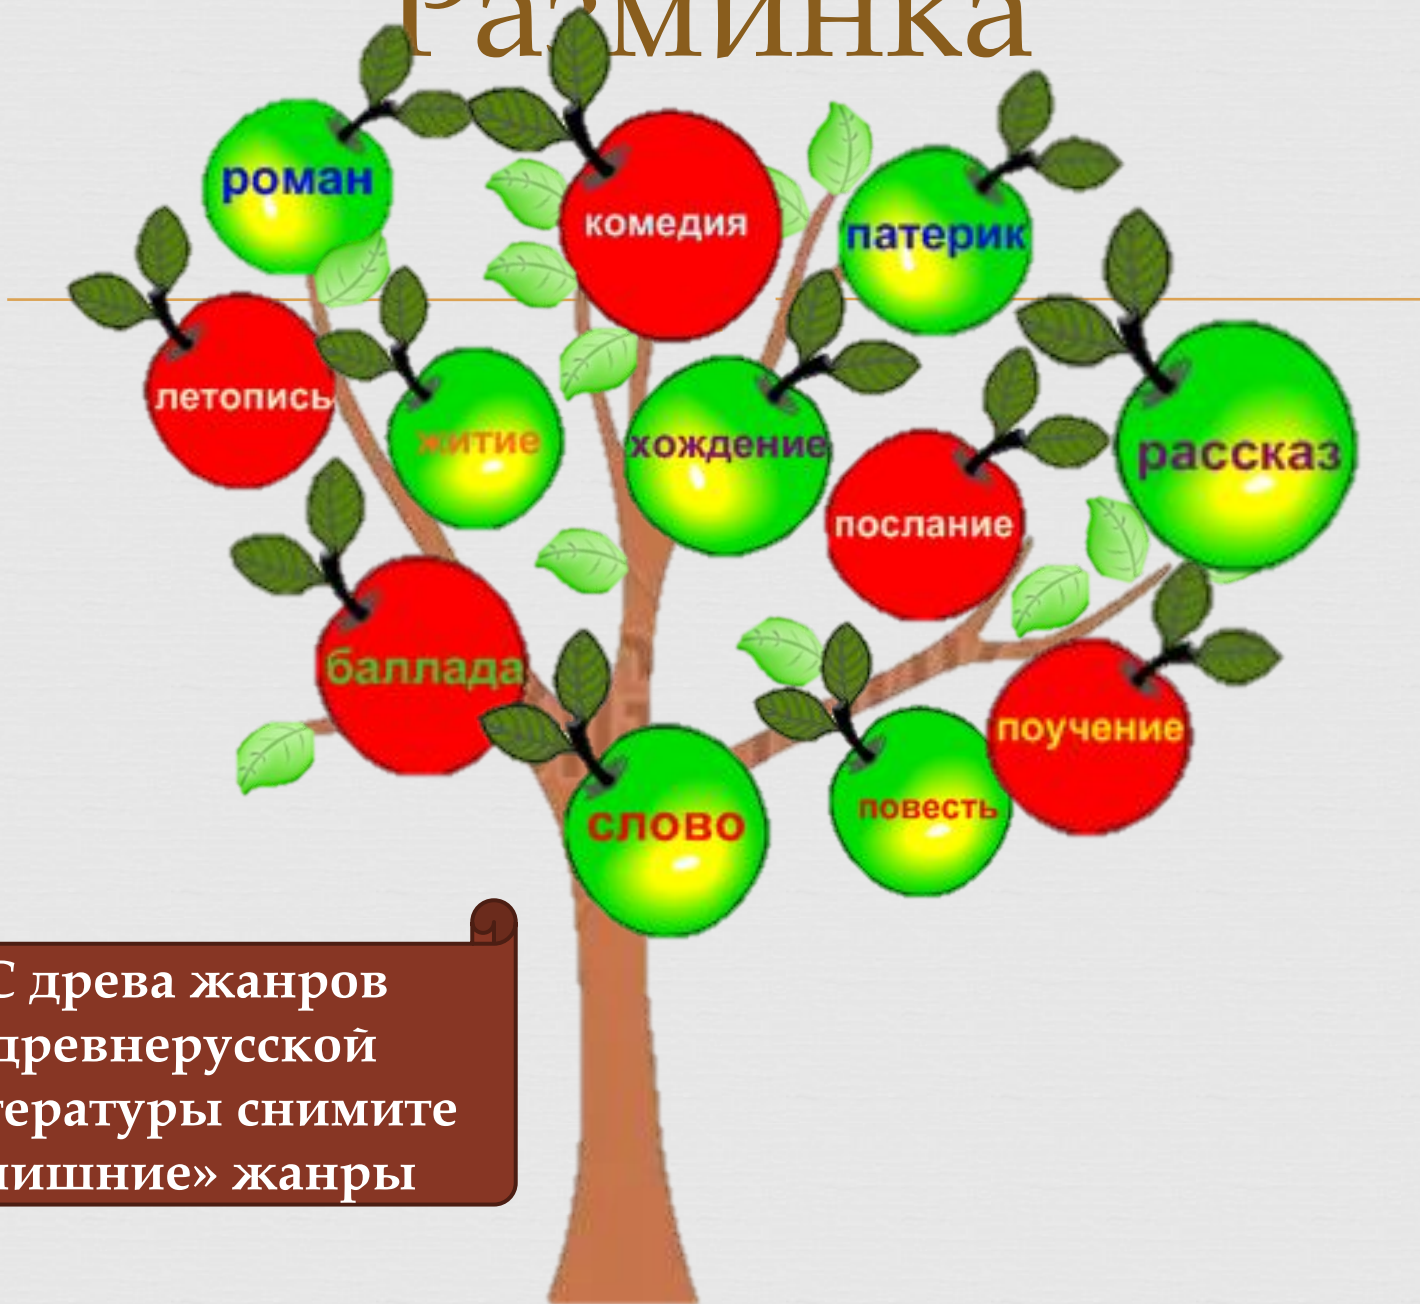 Разминка
роман
комедия
патерик
летопись
житие
хождение
рассказ
послание
баллада
поучение
слово
повесть
С древа жанров
древнерусской
тературы снимите
лишние» жанры